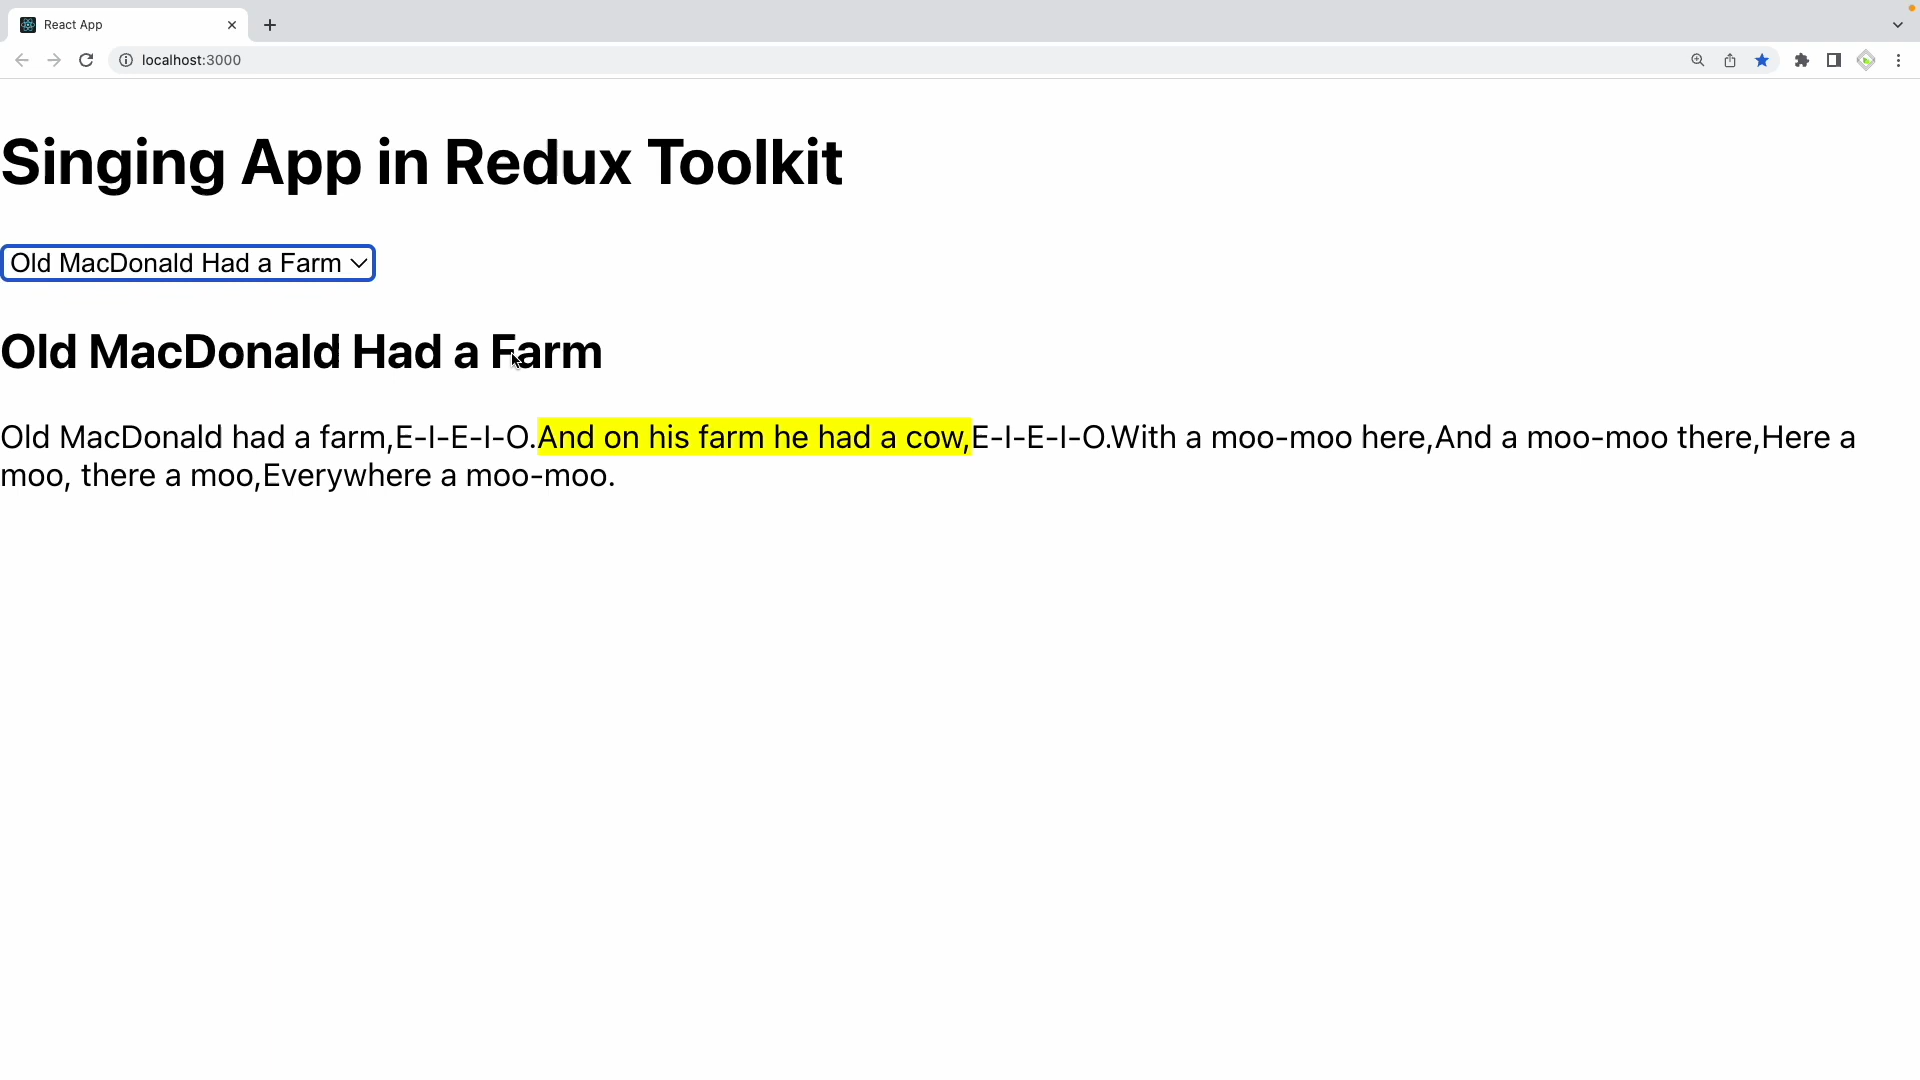 React App
localhost:3000
Singing App in Redux Toolkit
Old MacDonald Had a Farm
Old MacDonald Had a Farm
Old MacDonald had a farm,E-I-E-I-O.And on his farm he had a cow,E-I-E-I-O.With a moo-moo here,And a moo-moo there,Here a
moo, there a moo,Everywhere a moo-moo.